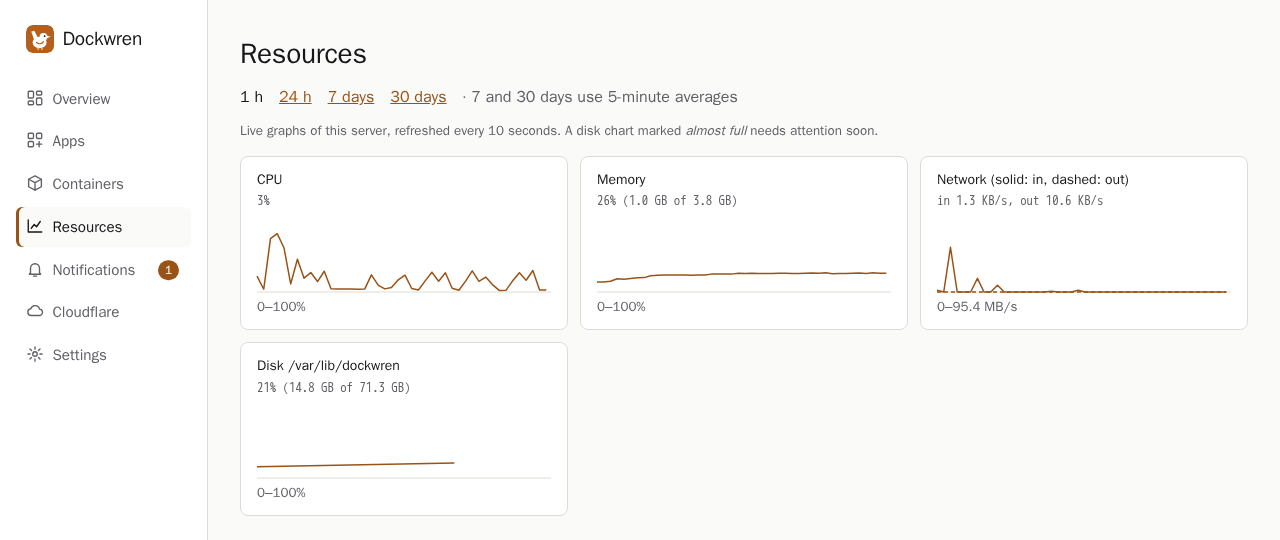 Dockwren
Overview
Apps
Containers
Resources
Notifications 1
Cloudflare
Settings
Resources
1 h 24 h 7 days 30 days · 7 and 30 days use 5-minute averages
Live graphs of this server, refreshed every 10 seconds. A disk chart marked almost full needs attention soon.
CPU
3%
0–100%
Memory
26% (1.0 GB of 3.8 GB)
0–100%
Network (solid: in, dashed: out)
in 1.3 KB/s, out 10.6 KB/s
0–95.4 MB/s
Disk /var/lib/dockwren
21% (14.8 GB of 71.3 GB)
0–100%